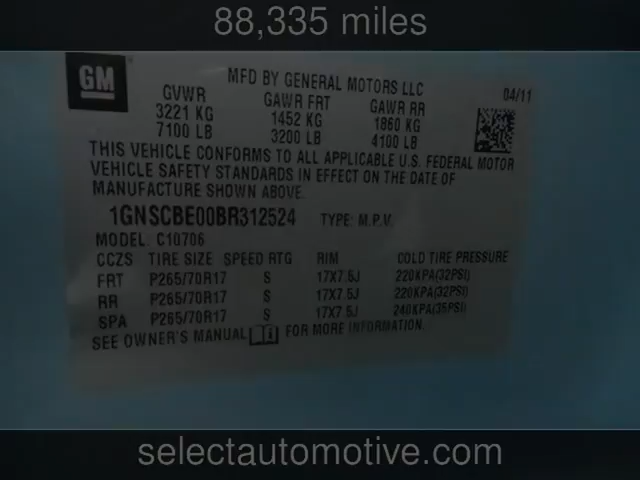 88,335 miles
GM
MFD BY GENERAL MOTORS LLC
04/11
GVWR GAWR FRT GAWR RR
3221 KG 1452 KG 1860 KG
7100 LB 3200 LB 4100 LB
THIS VEHICLE CONFORMS TO ALL APPLICABLE U.S. FEDERAL MOTOR
VEHICLE SAFETY STANDARDS IN EFFECT ON THE DATE OF
MANUFACTURE SHOWN ABOVE.
1GNSCBE00BR312524 TYPE: M.P.V.
MODEL: C10706
CCZS TIRE SIZE SPEED RTG RIM COLD TIRE PRESSURE
FRT P265/70R17 S 17X7.5J 220KPA(32PSI)
RR P265/70R17 S 17X7.5J 220KPA(32PSI)
SPA P265/70R17 S 17X7.5J 240KPA(35PSI)
SEE OWNER'S MANUAL FOR MORE INFORMATION.
selectautomotive.com